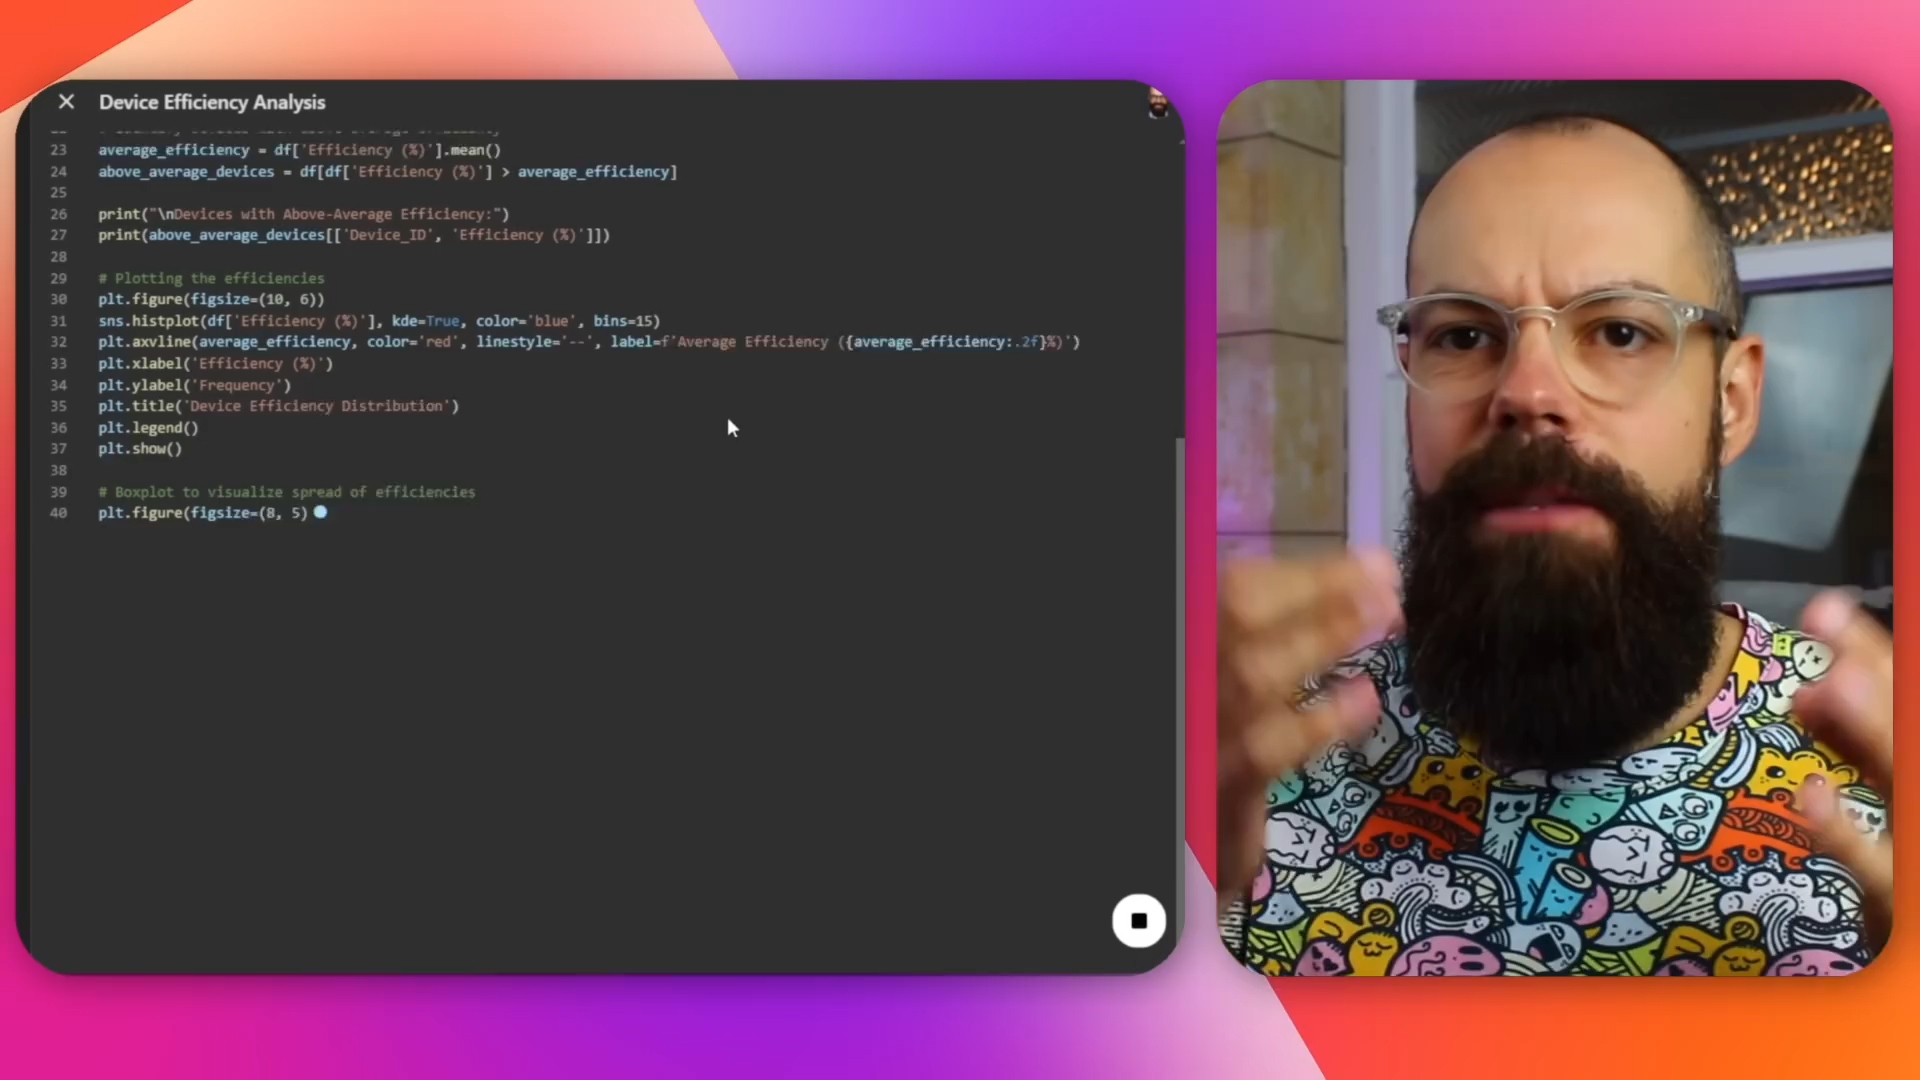 Device Efficiency Analysis
23 average_efficiency = df['Efficiency (%)'].mean()
24 above_average_devices = df[df['Efficiency (%)'] > average_efficiency]
25
26 print("\nDevices with Above-Average Efficiency:")
27 print(above_average_devices[['Device_ID', 'Efficiency (%)']])
28
29 # Plotting the efficiencies
30 plt.figure(figsize=(10, 6))
31 sns.histplot(df['Efficiency (%)'], kde=True, color='blue', bins=15)
32 plt.axvline(average_efficiency, color='red', linestyle='--', label=f'Average Efficiency ({average_efficiency:.2f}%)')
33 plt.xlabel('Efficiency (%)')
34 plt.ylabel('Frequency')
35 plt.title('Device Efficiency Distribution')
36 plt.legend()
37 plt.show()
38
39 # Boxplot to visualize spread of efficiencies
40 plt.figure(figsize=(8, 5)